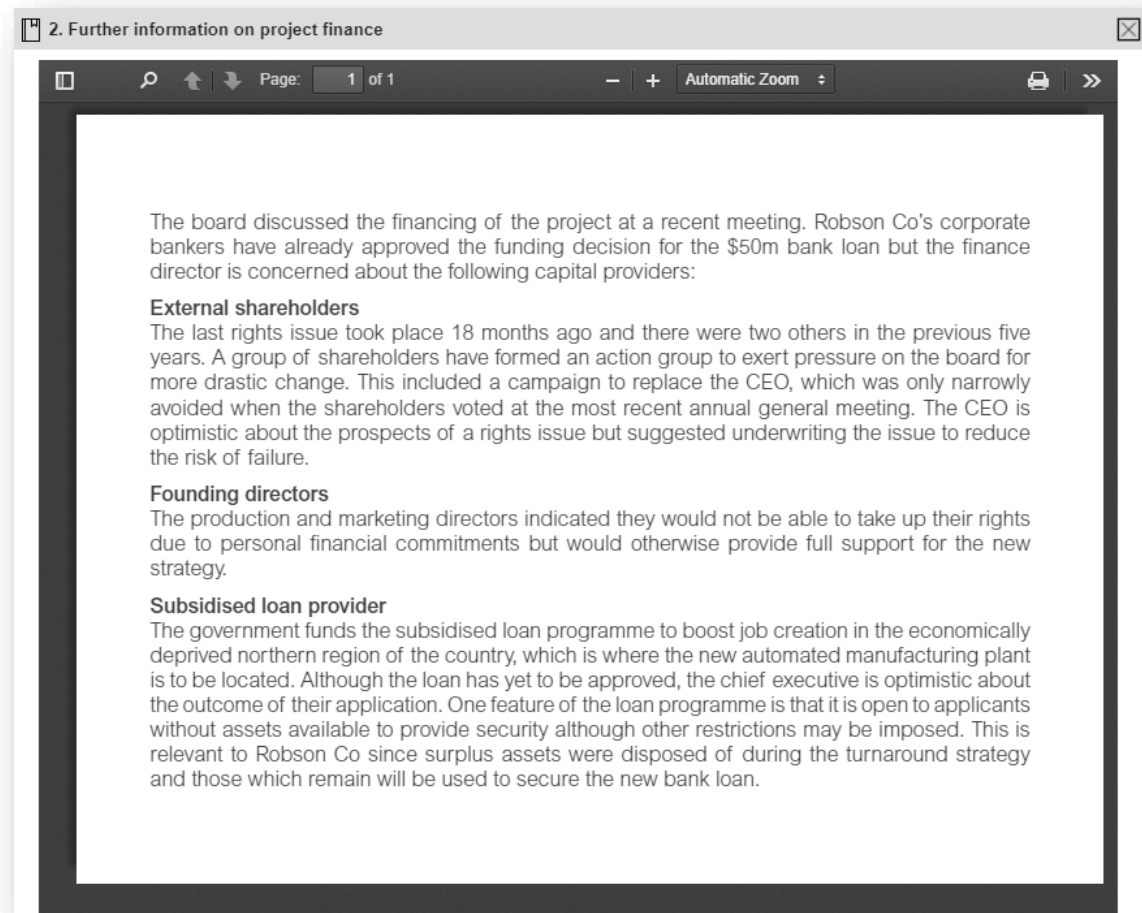 2. Further information on project finance
Page: 1 of 1 Automatic Zoom
The board discussed the financing of the project at a recent meeting. Robson Co's corporate
bankers have already approved the funding decision for the $50m bank loan but the finance
director is concerned about the following capital providers:
External shareholders
The last rights issue took place 18 months ago and there were two others in the previous five
years. A group of shareholders have formed an action group to exert pressure on the board for
more drastic change. This included a campaign to replace the CEO, which was only narrowly
avoided when the shareholders voted at the most recent annual general meeting. The CEO is
optimistic about the prospects of a rights issue but suggested underwriting the issue to reduce
the risk of failure.
Founding directors
The production and marketing directors indicated they would not be able to take up their rights
due to personal financial commitments but would otherwise provide full support for the new
strategy.
Subsidised loan provider
The government funds the subsidised loan programme to boost job creation in the economically
deprived northern region of the country, which is where the new automated manufacturing plant
is to be located. Although the loan has yet to be approved, the chief executive is optimistic about
the outcome of their application. One feature of the loan programme is that it is open to applicants
without assets available to provide security although other restrictions may be imposed. This is
relevant to Robson Co since surplus assets were disposed of during the turnaround strategy
and those which remain will be used to secure the new bank loan.